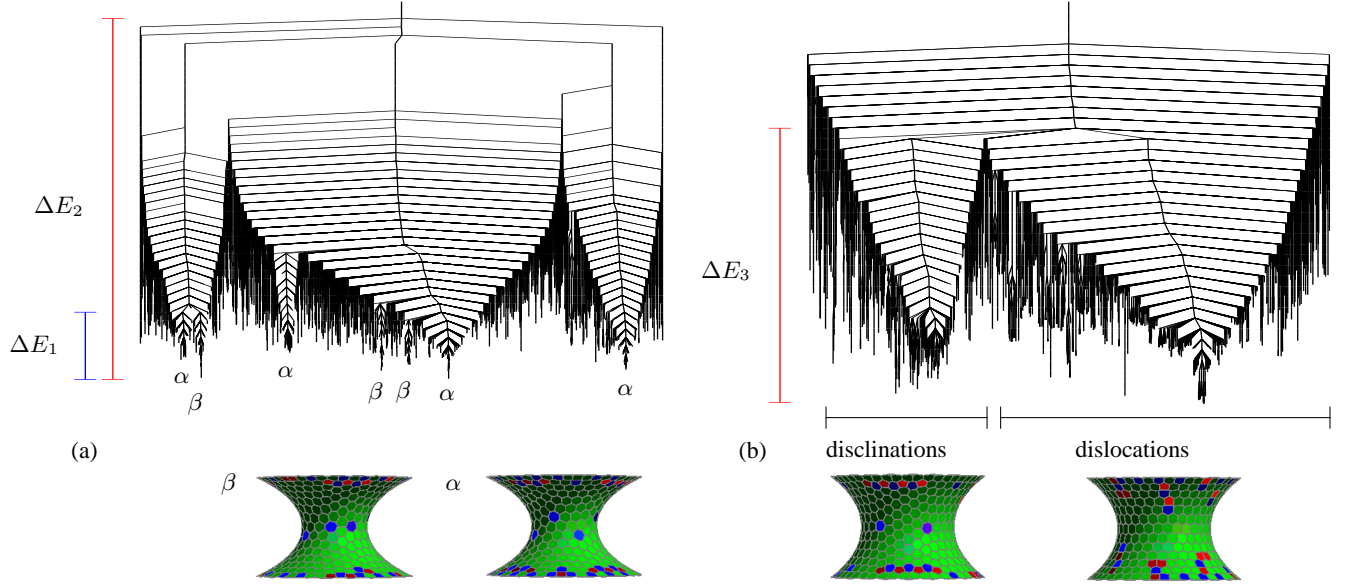 ΔE₂
ΔE₁
α
β
α
β
β
α
α
(a)
β
α
ΔE₃
disclinations
dislocations
(b)